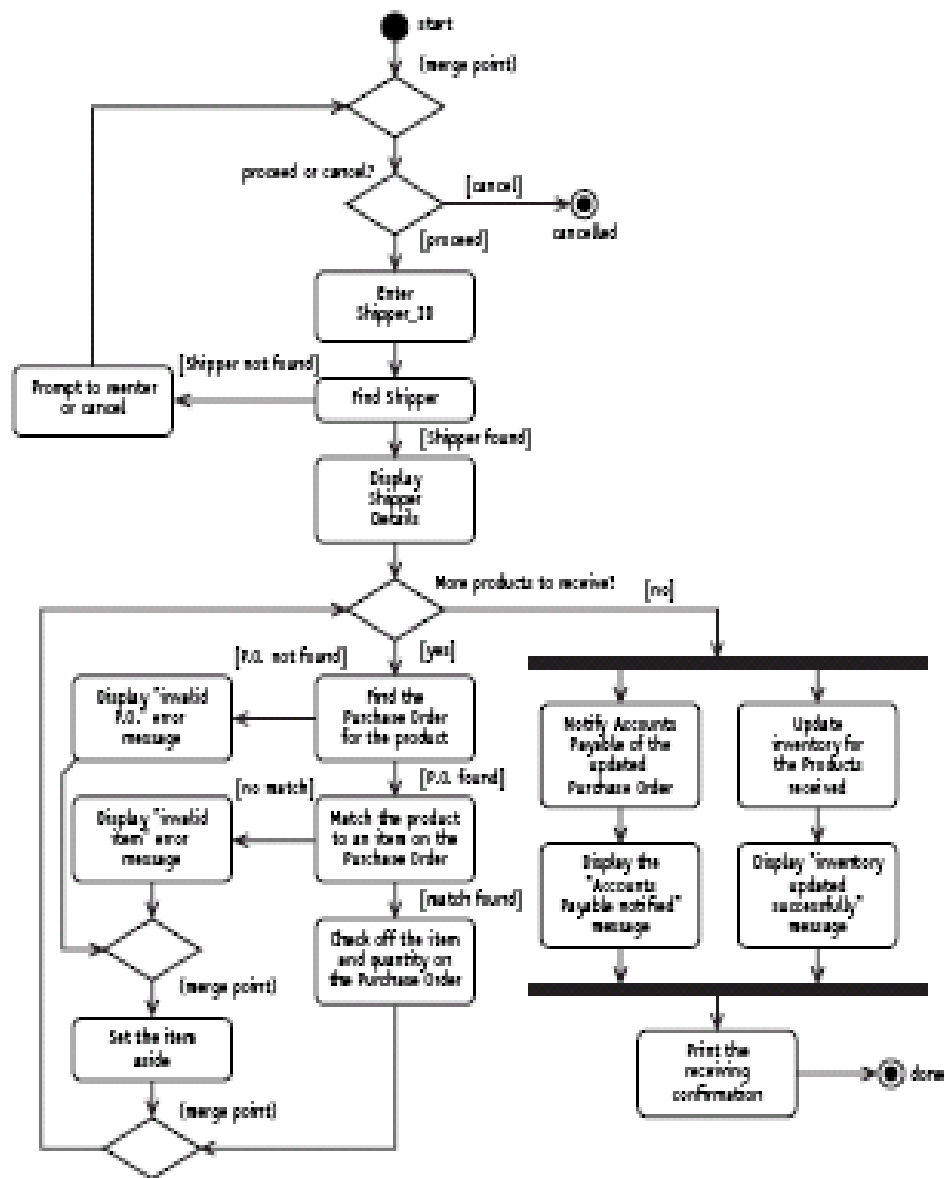 start
(merge point)
proceed or cancel?
[cancel]
cancelled
[proceed]
Enter
Shipper_ID
[Shipper not found]
Prompt to reenter
or cancel
Find Shipper
[Shipper found]
Display
Shipper
Details
More products to receive?
[no]
[yes]
[P.O. not found]
Display "invalid
P.O." error
message
Find the
Purchase Order
for the product
[P.O. found]
[no match]
Display "invalid
item" error
message
Match the product
to an item on the
Purchase Order
[match found]
Check off the item
and quantity on
the Purchase Order
(merge point)
Set the item
aside
(merge point)
Notify Accounts
Payable of the
updated
Purchase Order
Update
inventory for
the Products
received
Display the
"Accounts
Payable notified"
message
Display "inventory
updated
successfully"
message
Print the
receiving
confirmation
done